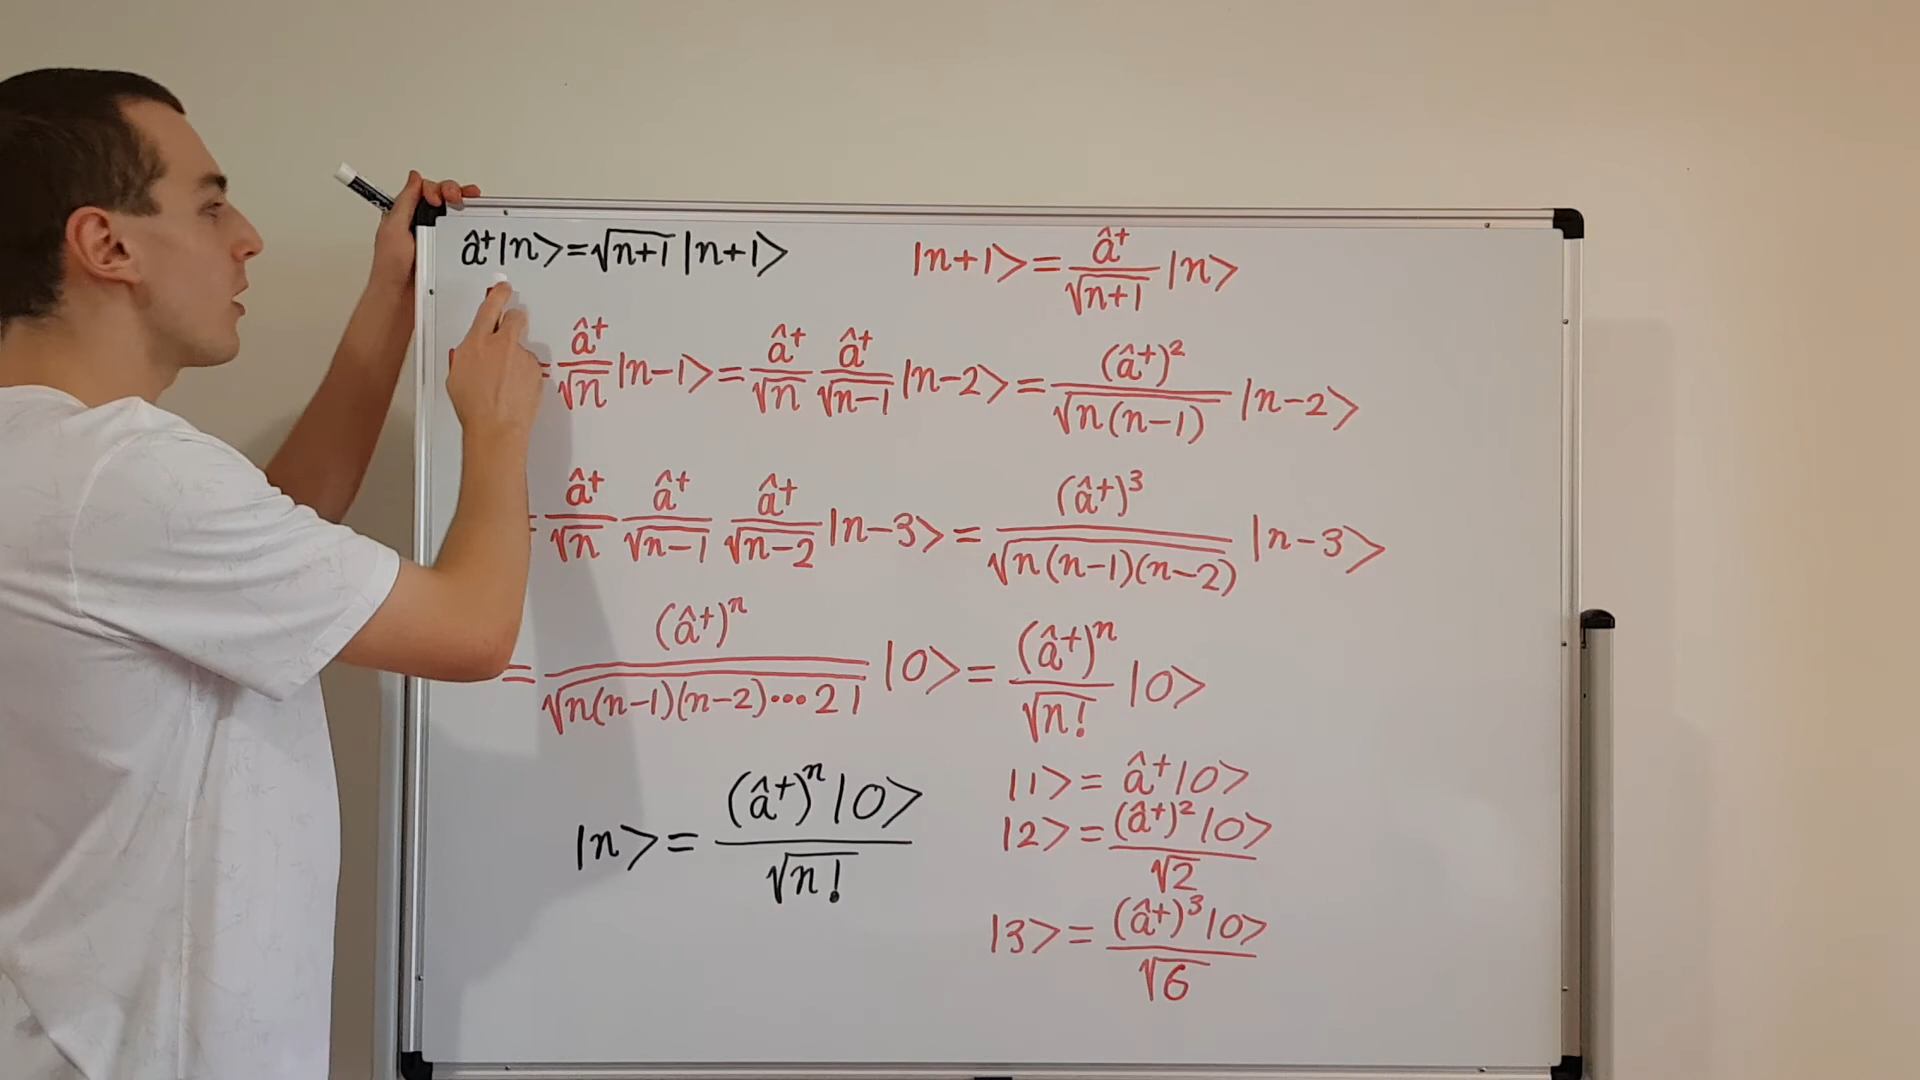 â⁺|n>=√(n+1) |n+1>
|n+1>= â⁺/√(n+1) |n>
= â⁺/√n |n-1>= â⁺/√n â⁺/√(n-1) |n-2>= (â⁺)²/√(n(n-1)) |n-2>
= â⁺/√n â⁺/√(n-1) â⁺/√(n-2) |n-3>= (â⁺)³/√(n(n-1)(n-2)) |n-3>
= (â⁺)ⁿ/√(n(n-1)(n-2)⋯2 1) |0>= (â⁺)ⁿ/√(n!) |0>
|n>= (â⁺)ⁿ|0>/√(n!)
|1>= â⁺|0>
|2>= (â⁺)²|0>/√2
|3>= (â⁺)³|0>/√6